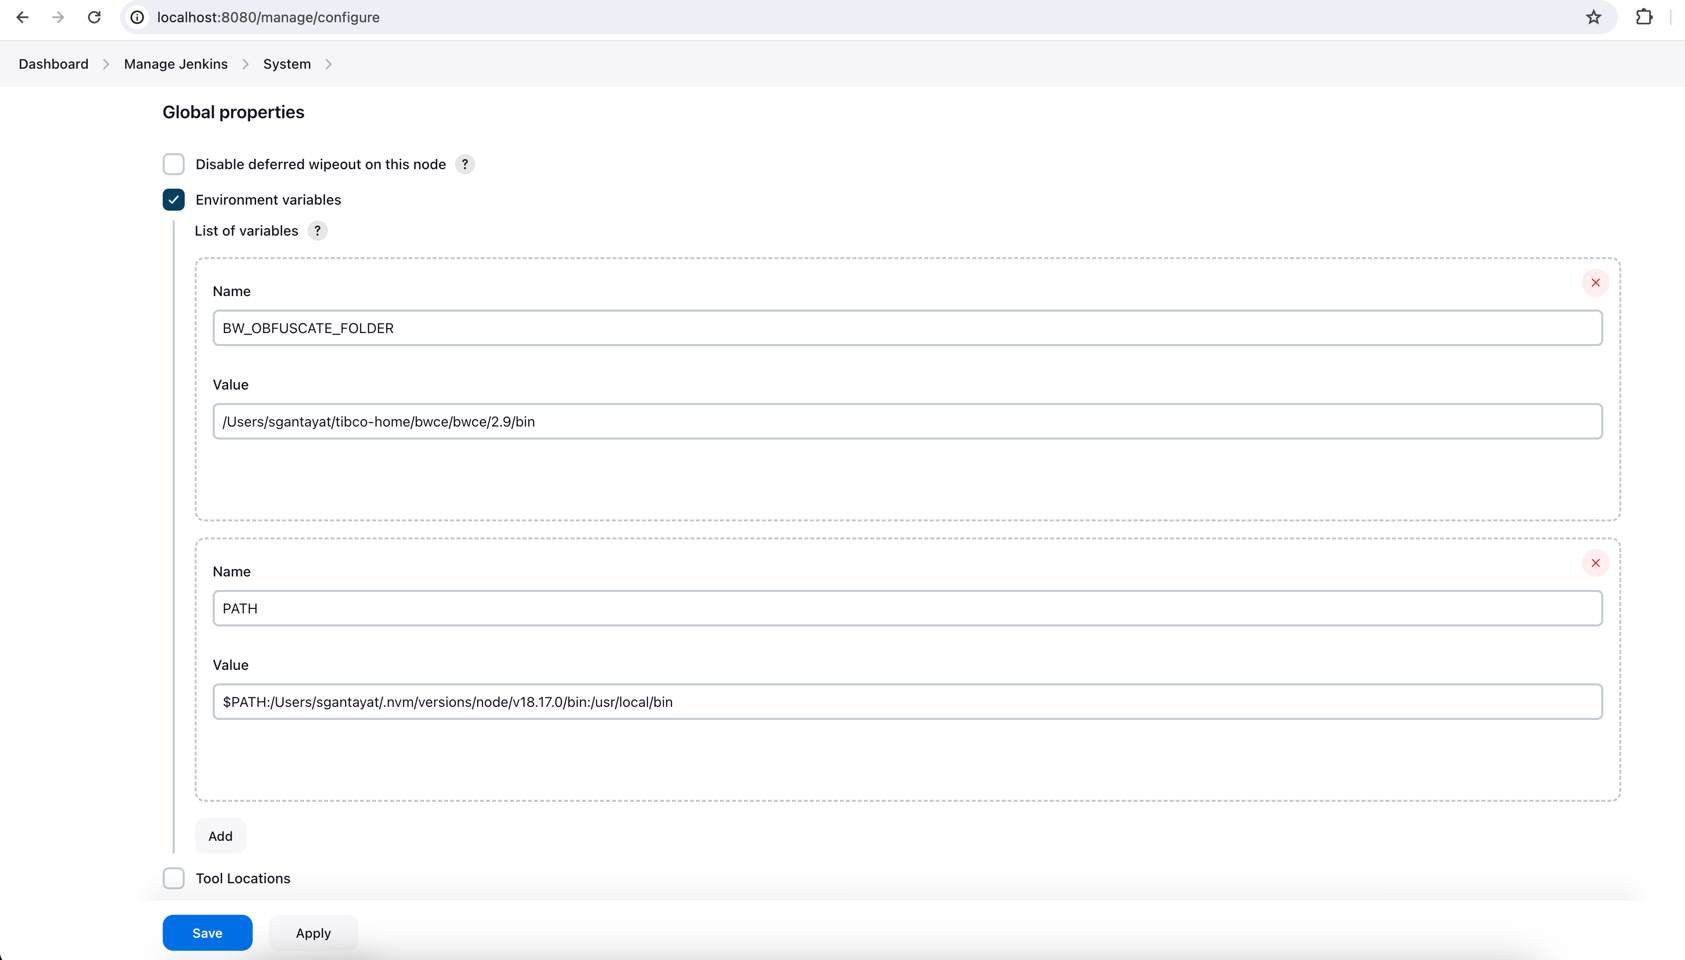 localhost:8080/manage/configure
Dashboard > Manage Jenkins > System >
Global properties
Disable deferred wipeout on this node ?
Environment variables
List of variables ?
Name
BW_OBFUSCATE_FOLDER
Value
/Users/sgantayat/tibco-home/bwce/bwce/2.9/bin
Name
PATH
Value
$PATH:/Users/sgantayat/.nvm/versions/node/v18.17.0/bin:/usr/local/bin
Add
Tool Locations
Save Apply